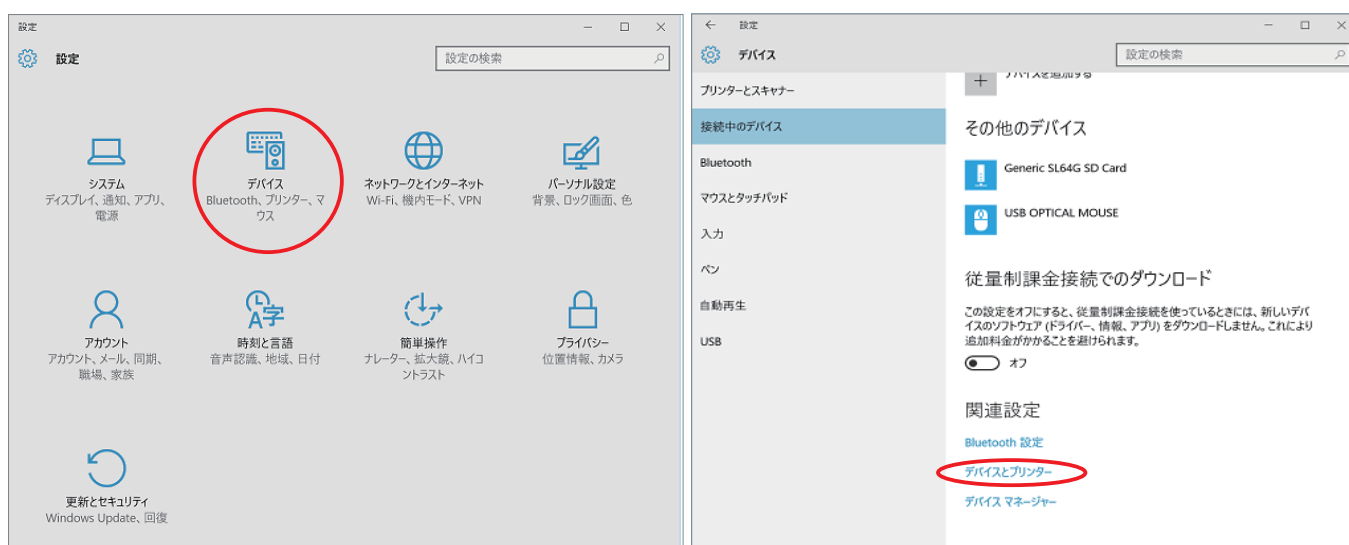 設定
設定
設定の検索
システム
ディスプレイ、通知、アプリ、
電源
デバイス
Bluetooth、プリンター、マ
ウス
ネットワークとインターネット
Wi-Fi、機内モード、VPN
パーソナル設定
背景、ロック画面、色
アカウント
アカウント、メール、同期、
職場、家族
時刻と言語
音声認識、地域、日付
簡単操作
ナレーター、拡大鏡、ハイコ
ントラスト
プライバシー
位置情報、カメラ
更新とセキュリティ
Windows Update、回復
設定
デバイス
設定の検索
プリンターとスキャナー
接続中のデバイス
Bluetooth
マウスとタッチパッド
入力
ペン
自動再生
USB
デバイスを追加する
その他のデバイス
Generic SL64G SD Card
USB OPTICAL MOUSE
従量制課金接続でのダウンロード
この設定をオフにすると、従量制課金接続を使っているときには、新しいデバ
イスのソフトウェア (ドライバー、情報、アプリ) をダウンロードしません。これにより
追加料金がかかることを避けられます。
オフ
関連設定
Bluetooth 設定
デバイスとプリンター
デバイス マネージャー